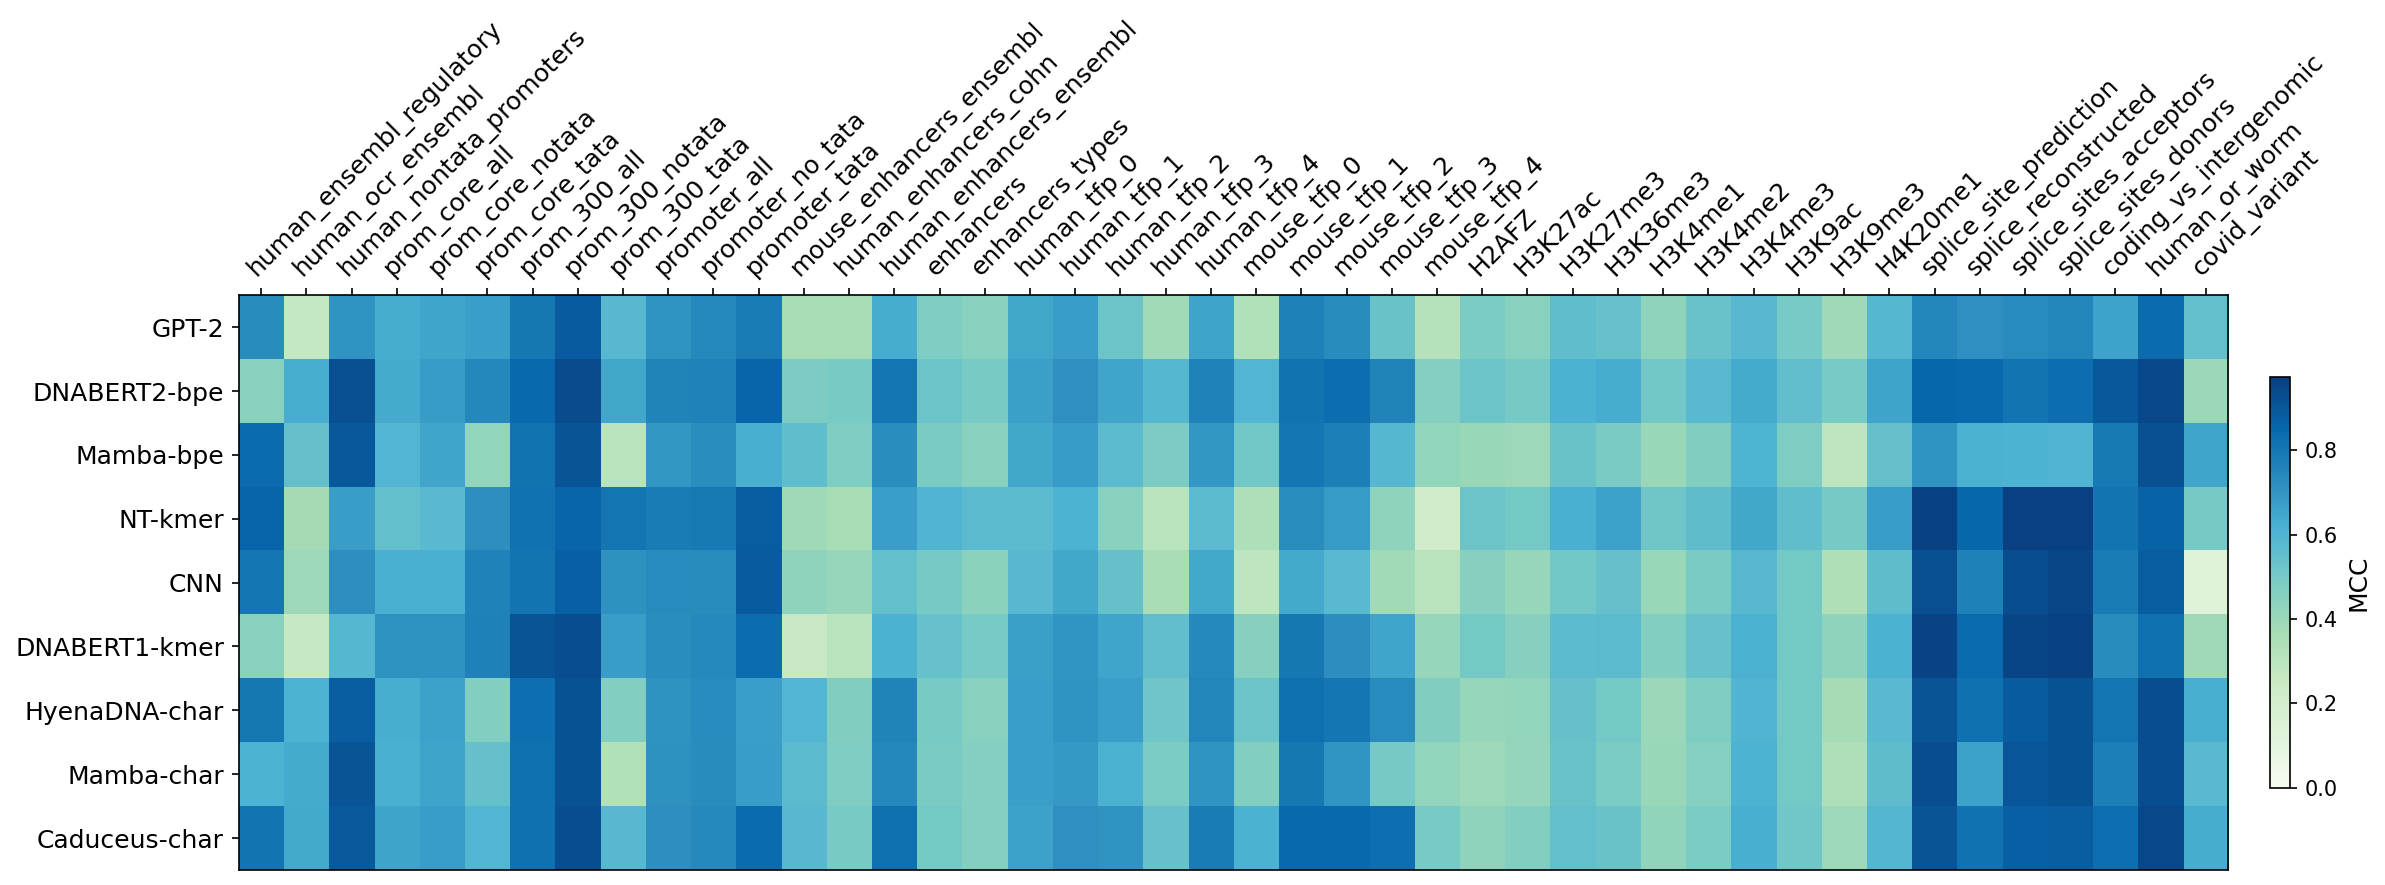 human_ensembl_regulatory
human_ocr_ensembl
human_nontata_promoters
prom_core_all
prom_core_notata
prom_core_tata
prom_300_all
prom_300_notata
prom_300_tata
promoter_all
promoter_no_tata
promoter_tata
mouse_enhancers_ensembl
human_enhancers_cohn
human_enhancers_ensembl
enhancers
enhancers_types
human_tfp_0
human_tfp_1
human_tfp_2
human_tfp_3
human_tfp_4
mouse_tfp_0
mouse_tfp_1
mouse_tfp_2
mouse_tfp_3
mouse_tfp_4
H2AFZ
H3K27ac
H3K27me3
H3K36me3
H3K4me1
H3K4me2
H3K4me3
H3K9ac
H3K9me3
H4K20me1
splice_site_prediction
splice_reconstructed
splice_sites_acceptors
splice_sites_donors
coding_vs_intergenomic
human_or_worm
covid_variant
GPT-2
DNABERT2-bpe
Mamba-bpe
NT-kmer
CNN
DNABERT1-kmer
HyenaDNA-char
Mamba-char
Caduceus-char
0.8
0.6
0.4
0.2
0.0
MCC